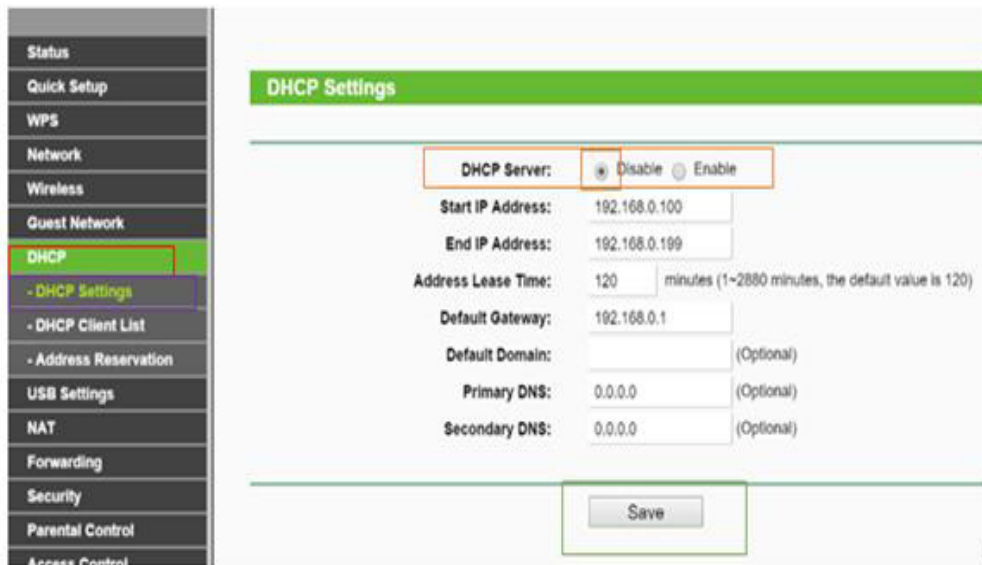 Status
Quick Setup
WPS
Network
Wireless
Guest Network
DHCP
- DHCP Settings
- DHCP Client List
- Address Reservation
USB Settings
NAT
Forwarding
Security
Parental Control
Access Control
DHCP Settings
DHCP Server: Disable Enable
Start IP Address: 192.168.0.100
End IP Address: 192.168.0.199
Address Lease Time: 120 minutes (1~2880 minutes, the default value is 120)
Default Gateway: 192.168.0.1
Default Domain: (Optional)
Primary DNS: 0.0.0.0 (Optional)
Secondary DNS: 0.0.0.0 (Optional)
Save